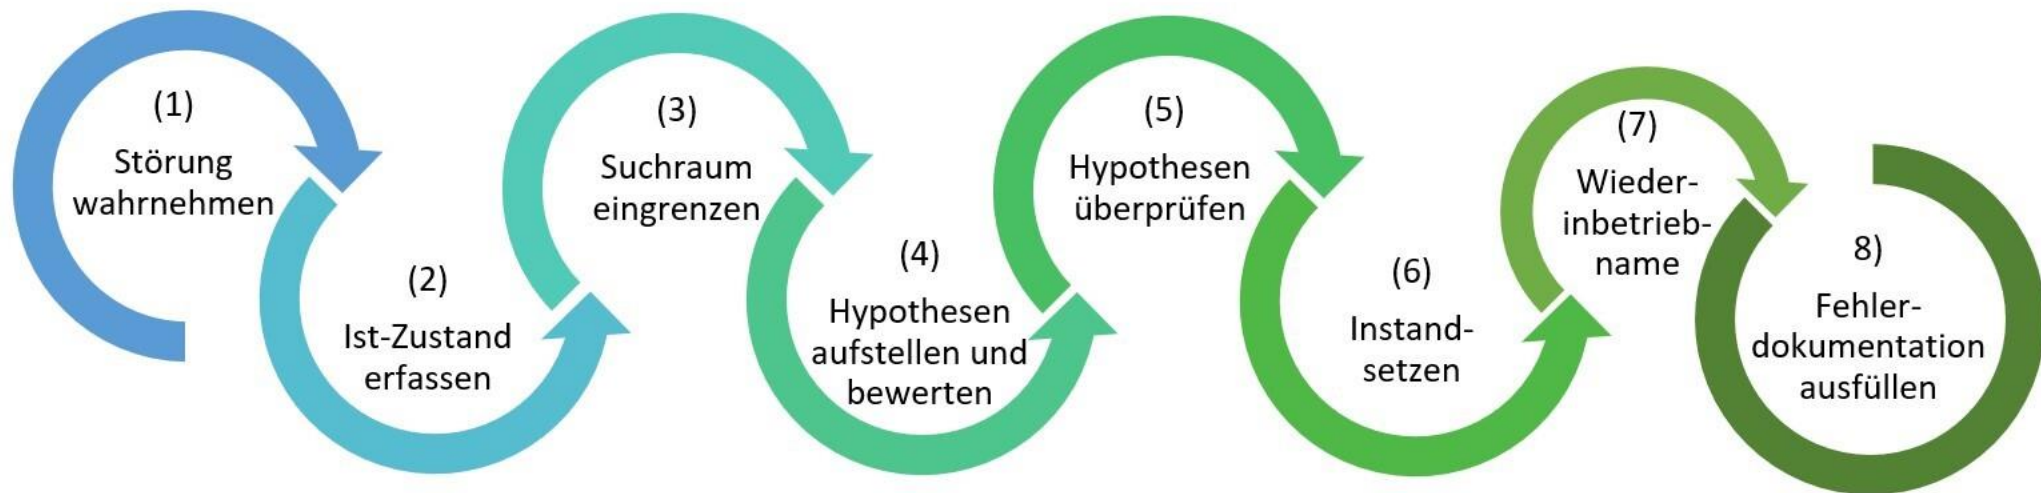 (1)
Störung
wahrnehmen
(2)
Ist-Zustand
erfassen
(3)
Suchraum
eingrenzen
(4)
Hypothesen
aufstellen und
bewerten
(5)
Hypothesen
überprüfen
(6)
Instand-
setzen
(7)
Wieder-
inbetrieb-
name
8)
Fehler-
dokumentation
ausfüllen